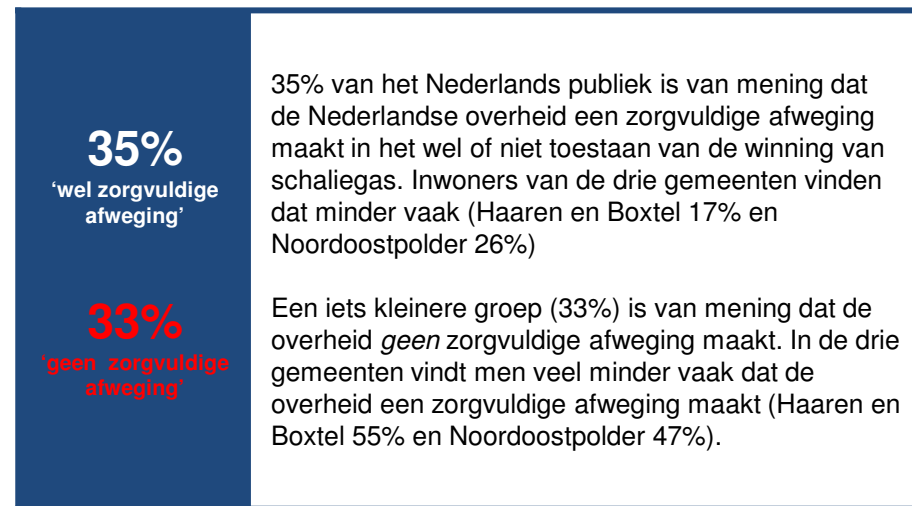 35%
‘wel zorgvuldige
afweging’
33%
‘geen zorgvuldige
afweging’
35% van het Nederlands publiek is van mening dat
de Nederlandse overheid een zorgvuldige afweging
maakt in het wel of niet toestaan van de winning van
schaliegas. Inwoners van de drie gemeenten vinden
dat minder vaak (Haaren en Boxtel 17% en
Noordoostpolder 26%)
Een iets kleinere groep (33%) is van mening dat de
overheid geen zorgvuldige afweging maakt. In de drie
gemeenten vindt men veel minder vaak dat de
overheid een zorgvuldige afweging maakt (Haaren en
Boxtel 55% en Noordoostpolder 47%).